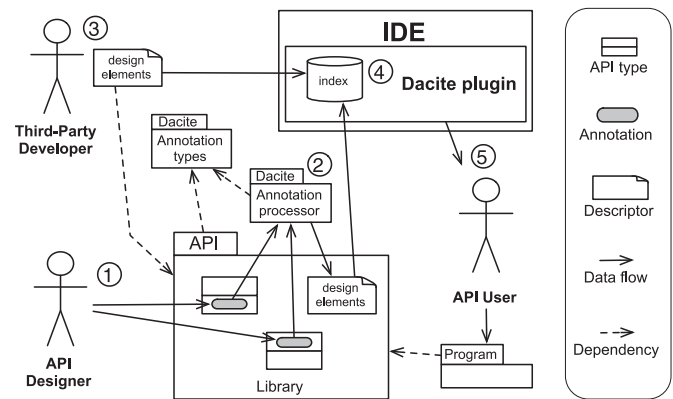 ③
design
elements
Third-Party
Developer
IDE
index
④
Dacite plugin
Dacite
Annotation
types
②
Dacite
Annotation
processor
⑤
API
①
design
elements
API
Designer
Library
API User
Program
API type
Annotation
Descriptor
Data flow
Dependency